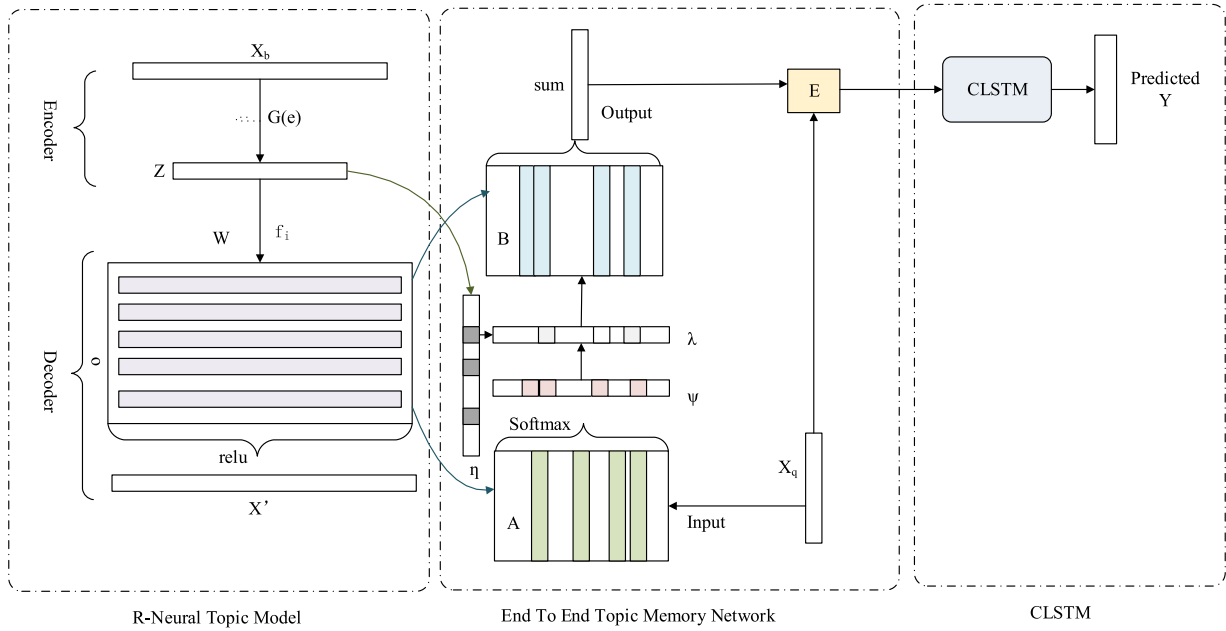 X_b
Encoder
G(e)
Z
W
f_i
Decoder
o
relu
X’
R-Neural Topic Model
sum
Output
E
B
λ
ψ
Softmax
η
A
Input
X_q
End To End Topic Memory Network
CLSTM
Predicted
Y
CLSTM